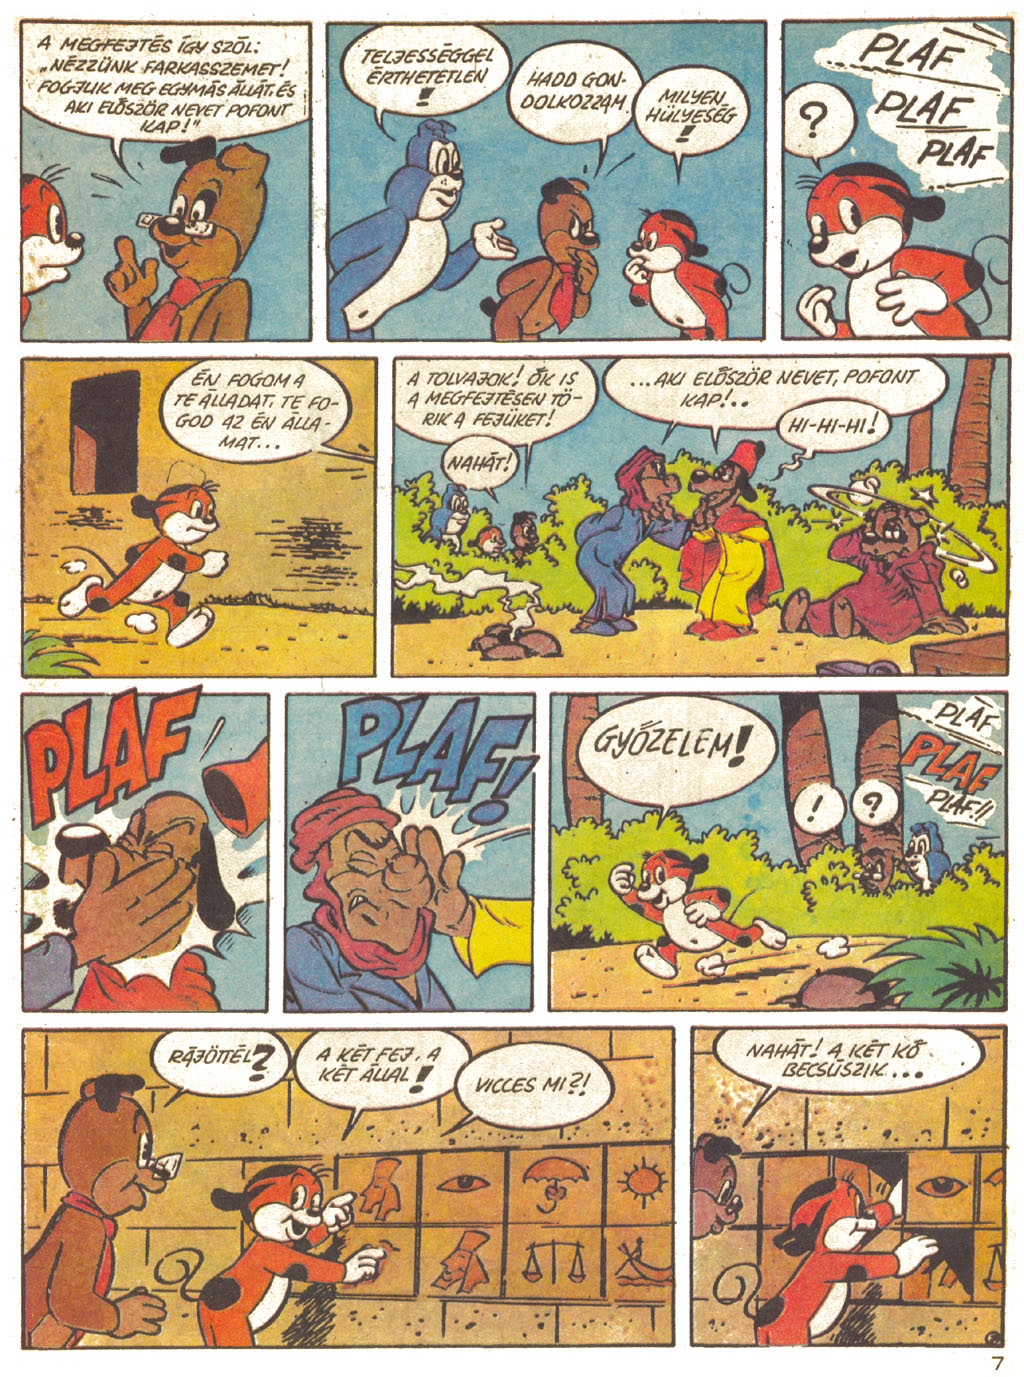 A MEGFEJTÉS ÍGY SZÓL:
„NÉZZÜNK FARKASSZEMET!
FOGJUK MEG EGYMÁS ÁLLÁT, ÉS
AKI ELŐSZÖR NEVET POFONT
KAP!"
TELJESSÉGGEL
ÉRTHETETLEN
!
HADD GON-
DOLKOZZAM
MILYEN
HÜLYESÉG
!
?
PLAF
PLAF
PLAF
ÉN FOGOM A
TE ÁLLADAT, TE FO-
GOD AZ ÉN ÁLLA-
MAT...
A TOLVAJOK! ŐK IS
A MEGFEJTÉSEN TÖ-
RIK A FEJÜKET!
NAHÁT!
...AKI ELŐSZÖR NEVET, POFONT
KAP!..
HI-HI-HI!
PLAF
PLAF!
GYŐZELEM!
!
?
PLAF
PLAF
PLAF!!
RÁJÖTTÉL?
A KÉT FEJ, A
KÉT ÁLLAL!
VICCES MI?!
NAHÁT! A KÉT KŐ
BECSÚSZIK...
7